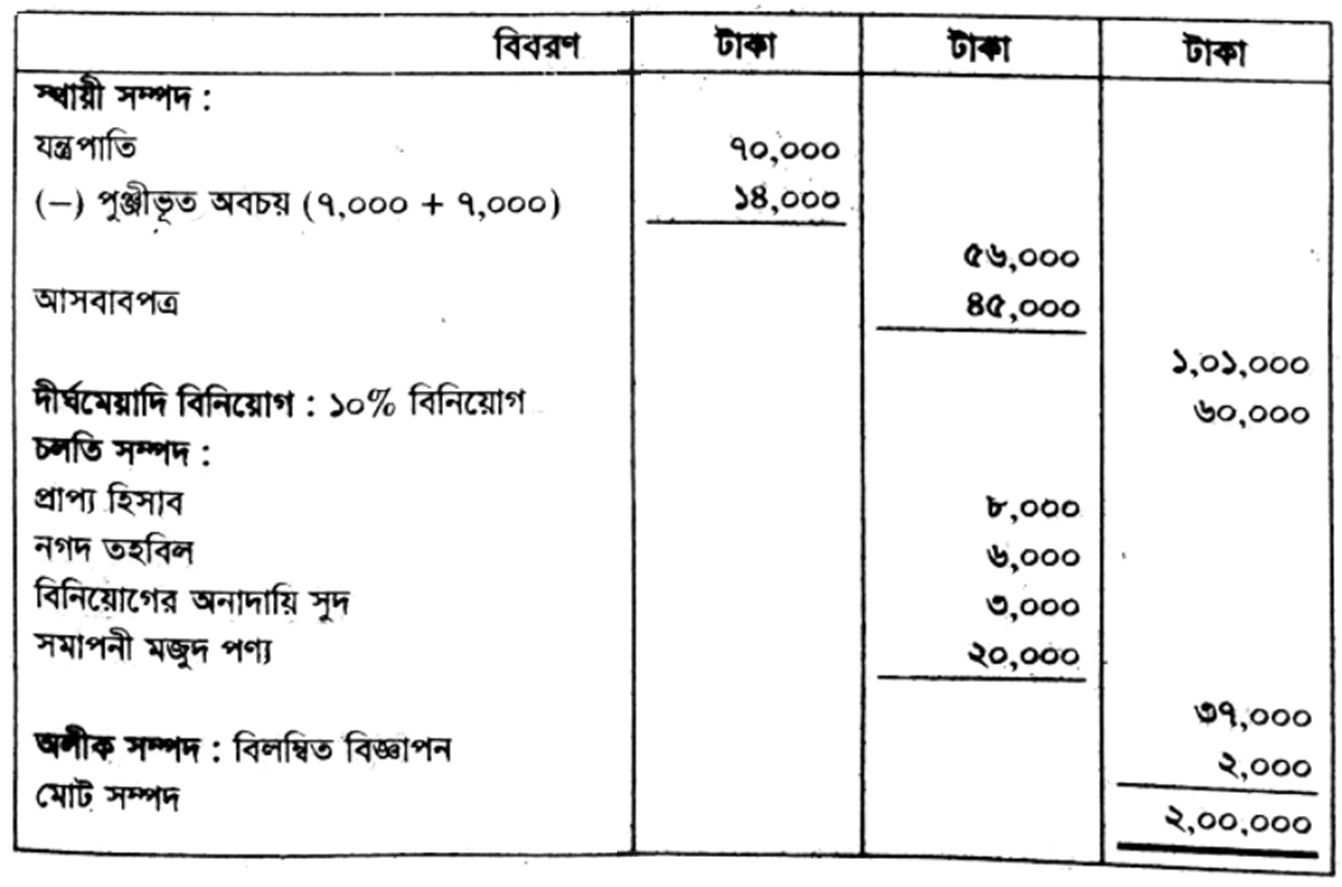 বিবরণ টাকা টাকা টাকা
স্থায়ী সম্পদ :
যন্ত্রপাতি ৭০,০০০
(–) পুঞ্জীভূত অবচয় (৭,০০০ + ৭,০০০) ১৪,০০০
৫৬,০০০
আসবাবপত্র ৪৫,০০০
১,০১,০০০
দীর্ঘমেয়াদি বিনিয়োগ : ১০% বিনিয়োগ ৬০,০০০
চলতি সম্পদ :
প্রাপ্য হিসাব ৮,০০০
নগদ তহবিল ৬,০০০
বিনিয়োগের অনাদায়ি সুদ ৩,০০০
সমাপনী মজুদ পণ্য ২০,০০০
৩৭,০০০
অলীক সম্পদ : বিলম্বিত বিজ্ঞাপন ২,০০০
মোট সম্পদ ২,০০,০০০